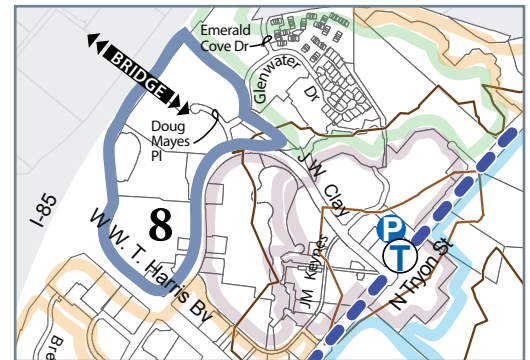 Emerald
Cove Dr
Glenwater
Dr
BRIDGE
Doug
Mayes
Pl
J W. Clay
I-85
8
P
T
W W. T. Harris Bv
JM Keynes
N Tryon St
Bre